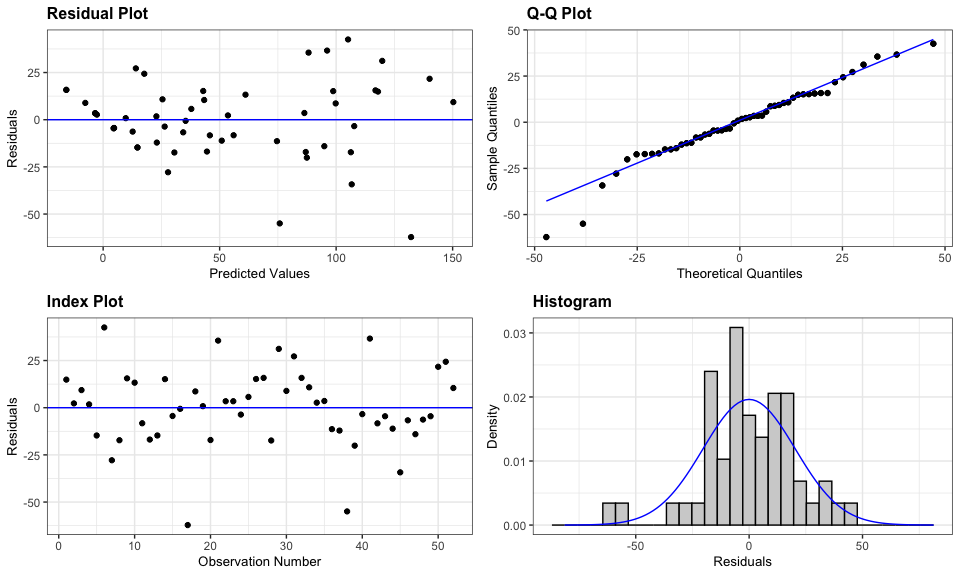 Residual Plot
25
0
-25
-50
Residuals
0
50
100
150
Predicted Values
Q-Q Plot
50
25
0
-25
-50
Sample Quantiles
-50
-25
0
25
50
Theoretical Quantiles
Index Plot
25
0
-25
-50
Residuals
0
10
20
30
40
50
Observation Number
Histogram
0.03
0.02
0.01
0.00
Density
-50
0
50
Residuals